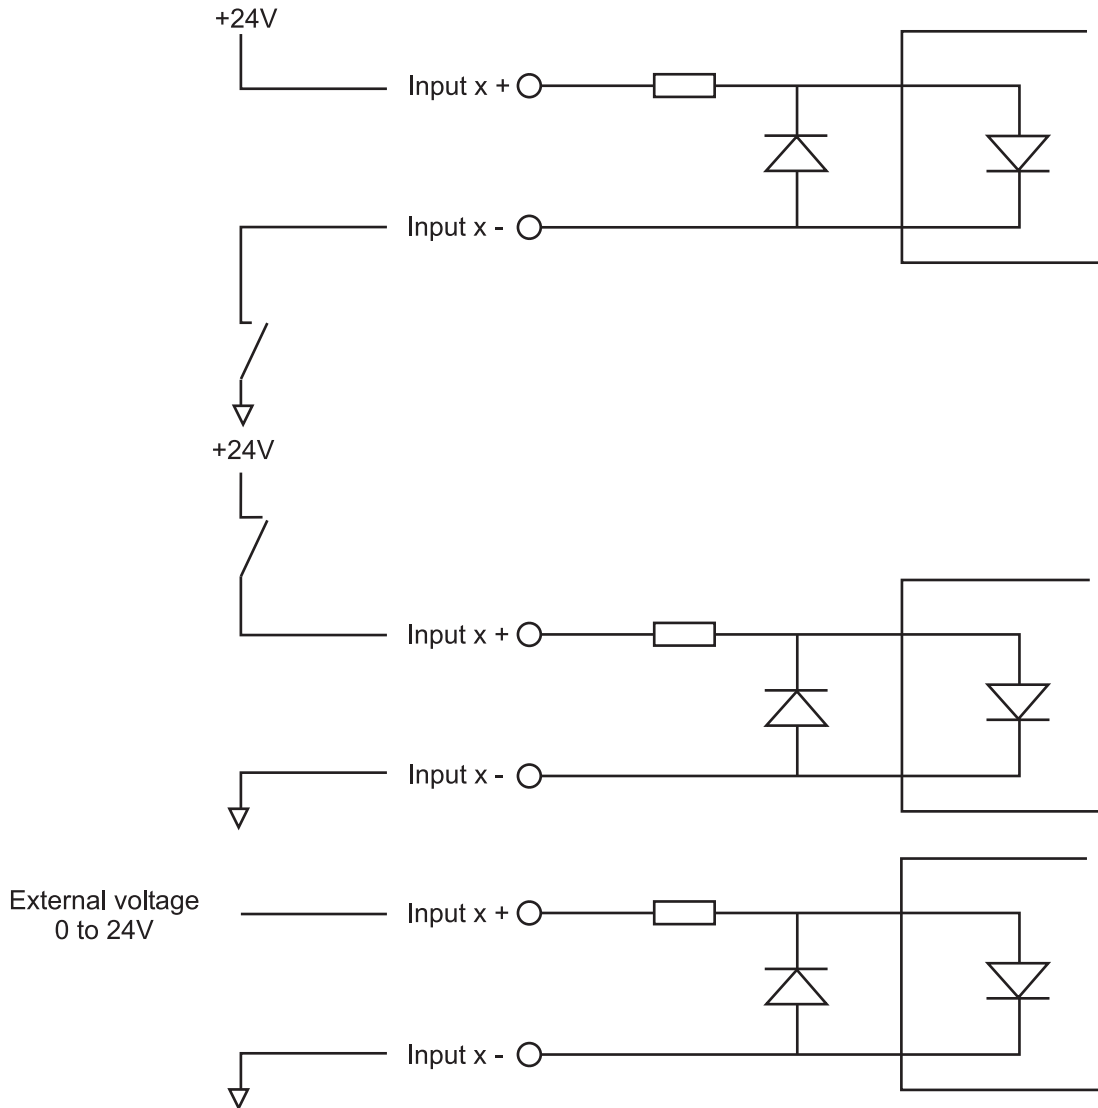 +24V
Input x +
Input x -
+24V
Input x +
Input x -
External voltage
0 to 24V
Input x +
Input x -